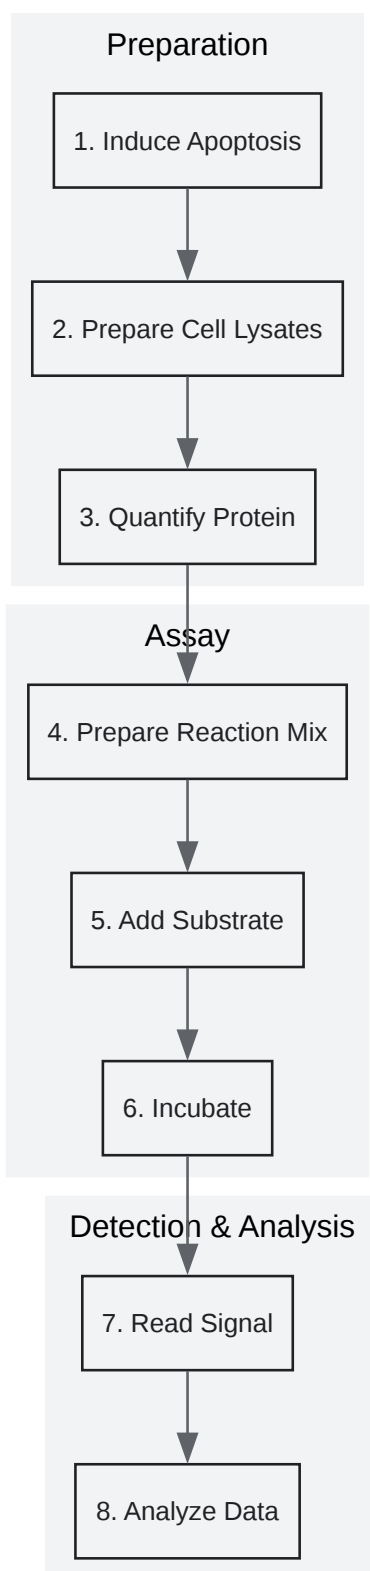 Preparation
1. Induce Apoptosis
2. Prepare Cell Lysates
3. Quantify Protein
Assay
4. Prepare Reaction Mix
5. Add Substrate
6. Incubate
Detection & Analysis
7. Read Signal
8. Analyze Data